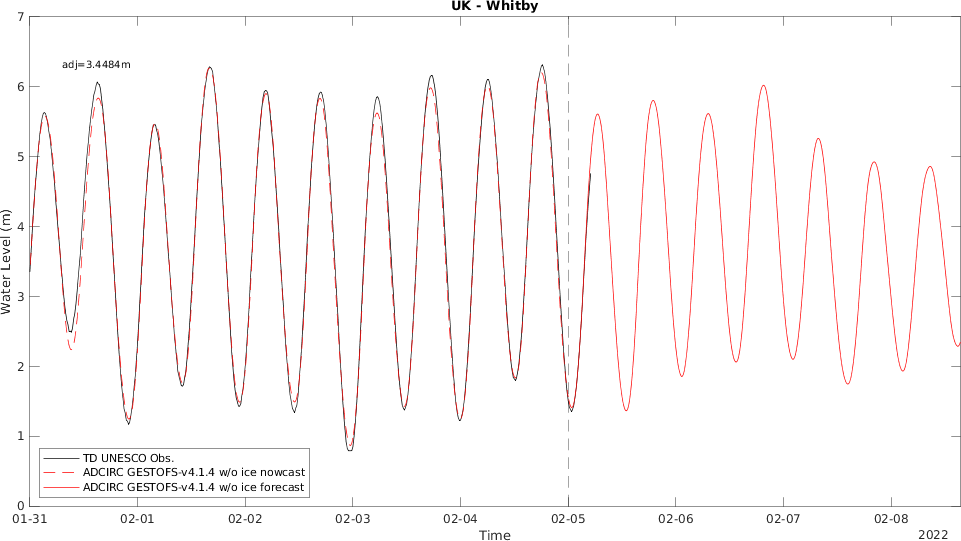 UK - Whitby
7
6
5
4
3
2
1
0
Water Level (m)
adj=3.4484m
TD UNESCO Obs.
ADCIRC GESTOFS-v4.1.4 w/o ice nowcast
ADCIRC GESTOFS-v4.1.4 w/o ice forecast
01-31 02-01 02-02 02-03 02-04 02-05 02-06 02-07 02-08
Time
2022